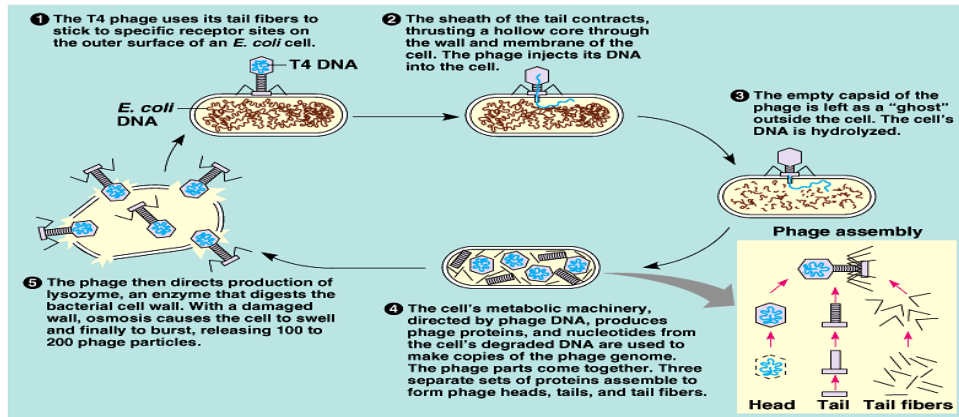 1 The T4 phage uses its tail fibers to
stick to specific receptor sites on
the outer surface of an E. coli cell.
T4 DNA
E. coli
DNA
2 The sheath of the tail contracts,
thrusting a hollow core through
the wall and membrane of the
cell. The phage injects its DNA
into the cell.
3 The empty capsid of the
phage is left as a “ghost”
outside the cell. The cell’s
DNA is hydrolyzed.
4 The cell’s metabolic machinery,
directed by phage DNA, produces
phage proteins, and nucleotides from
the cell’s degraded DNA are used to
make copies of the phage genome.
The phage parts come together. Three
separate sets of proteins assemble to
form phage heads, tails, and tail fibers.
Phage assembly
Head
Tail
Tail fibers
5 The phage then directs production of
lysozyme, an enzyme that digests the
bacterial cell wall. With a damaged
wall, osmosis causes the cell to swell
and finally to burst, releasing 100 to
200 phage particles.